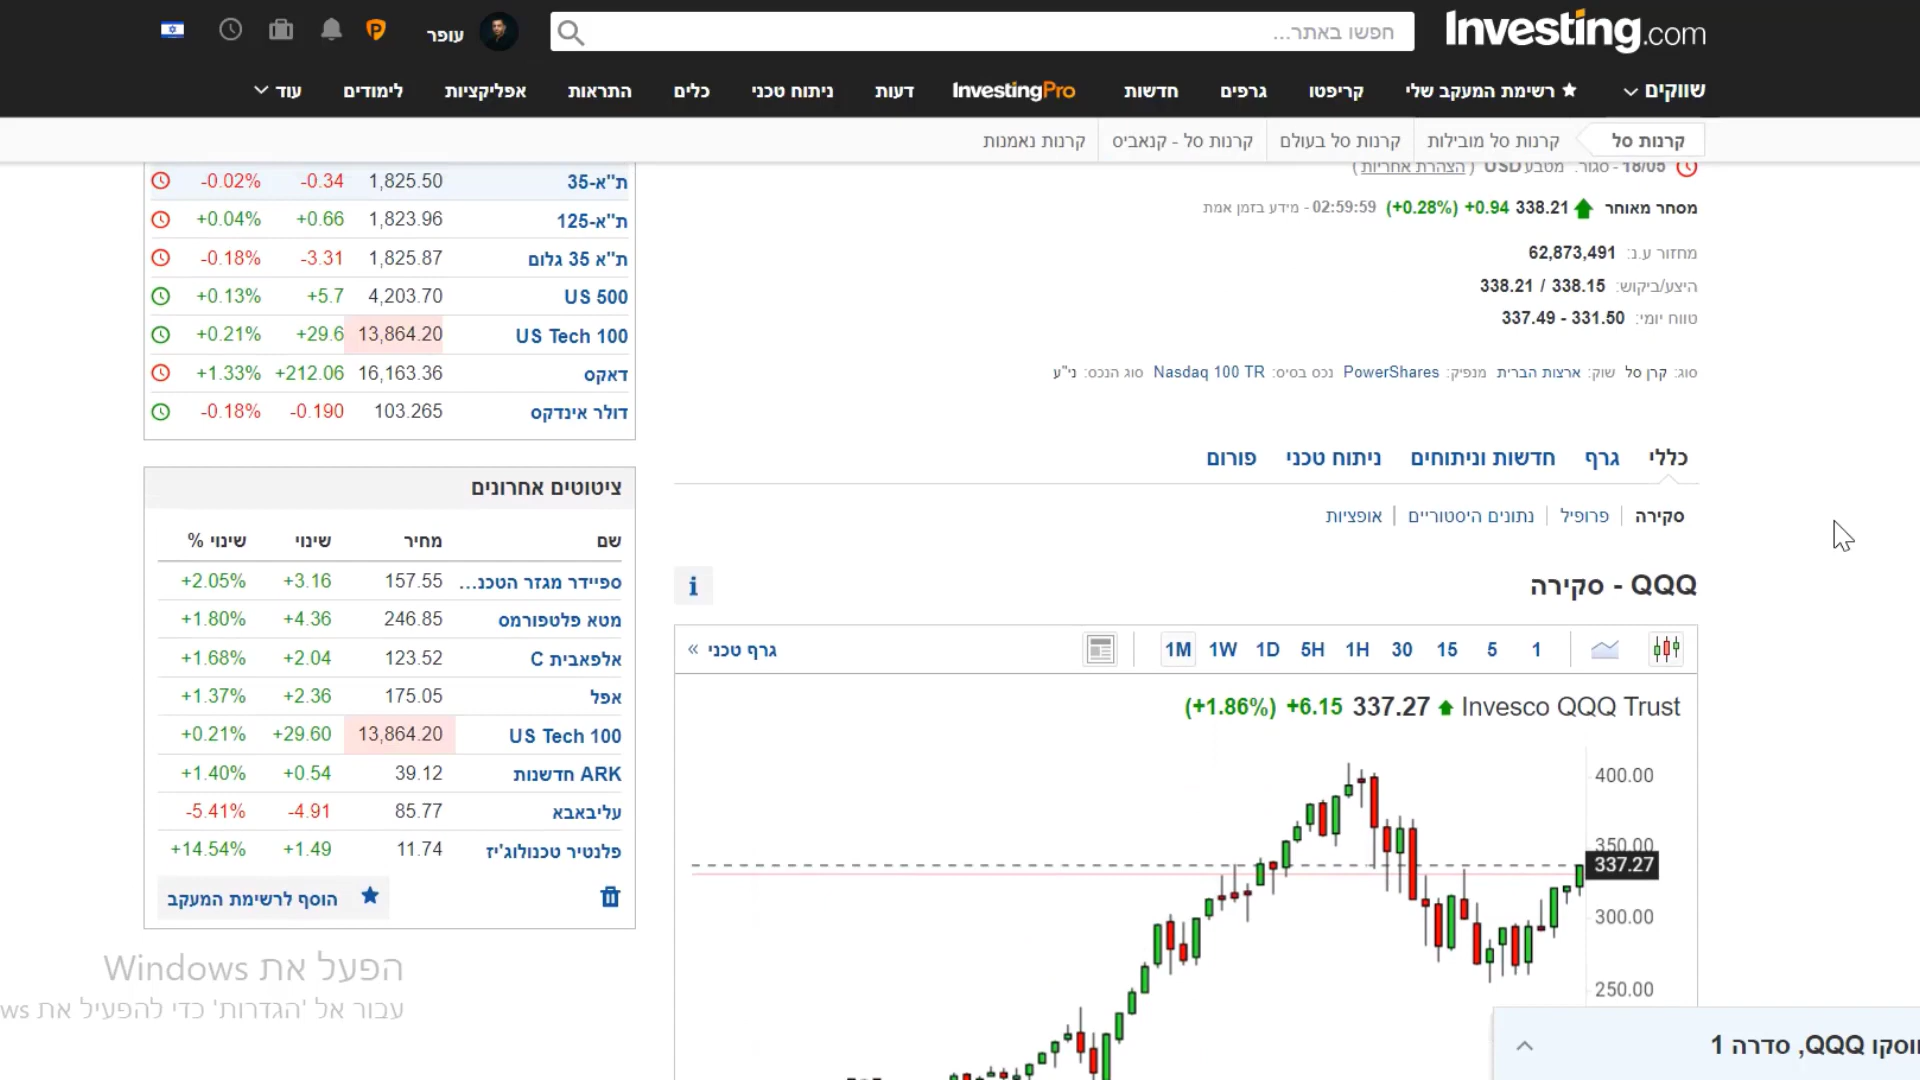 Investing.com
חפשו באתר...
עופר
שווקים
רשימת המעקב שלי
קריפטו
גרפים
חדשות
InvestingPro
דעות
ניתוח טכני
כלים
התראות
אפליקציות
לימודים
עוד
קרנות סל
קרנות סל מובילות
קרנות סל בעולם
קרנות סל - קנאביס
קרנות נאמנות
18/05 - סגור. מטבע USD (הצהרת אחריות)
מסחר מאוחר 338.21 +0.94 (+0.28%) 02:59:59 - מידע בזמן אמת
מחזור ע.נ: 62,873,491
היצע/ביקוש: 338.15 / 338.21
טווח יומי: 331.50 - 337.49
סוג: קרן סל שוק: ארצות הברית מנפיק: PowerShares נכס בסיס: Nasdaq 100 TR סוג הנכס: ני"ע
כללי
גרף
חדשות וניתוחים
ניתוח טכני
פורום
סקירה
פרופיל
נתונים היסטוריים
אופציות
QQQ - סקירה
1 5 15 30 1H 5H 1D 1W 1M
גרף טכני »
Invesco QQQ Trust 337.27 +6.15 (+1.86%)
400.00
350.00
337.27
300.00
250.00
ת"א-35 1,825.50 -0.34 -0.02%
ת"א-125 1,823.96 +0.66 +0.04%
ת"א 35 גלום 1,825.87 -3.31 -0.18%
US 500 4,203.70 +5.7 +0.13%
US Tech 100 13,864.20 +29.6 +0.21%
דאקס 16,163.36 +212.06 +1.33%
דולר אינדקס 103.265 -0.190 -0.18%
ציטוטים אחרונים
שם מחיר שינוי שינוי %
ספיידר מגזר הטכנ... 157.55 +3.16 +2.05%
מטא פלטפורמס 246.85 +4.36 +1.80%
אלפאבית C 123.52 +2.04 +1.68%
אפל 175.05 +2.36 +1.37%
US Tech 100 13,864.20 +29.60 +0.21%
ARK חדשנות 39.12 +0.54 +1.40%
עליבאבא 85.77 -4.91 -5.41%
פלנטיר טכנולוג'יז 11.74 +1.49 +14.54%
הוסף לרשימת המעקב
הפעל את Windows
עבור אל 'הגדרות' כדי להפעיל את
QQQ, סדרה 1